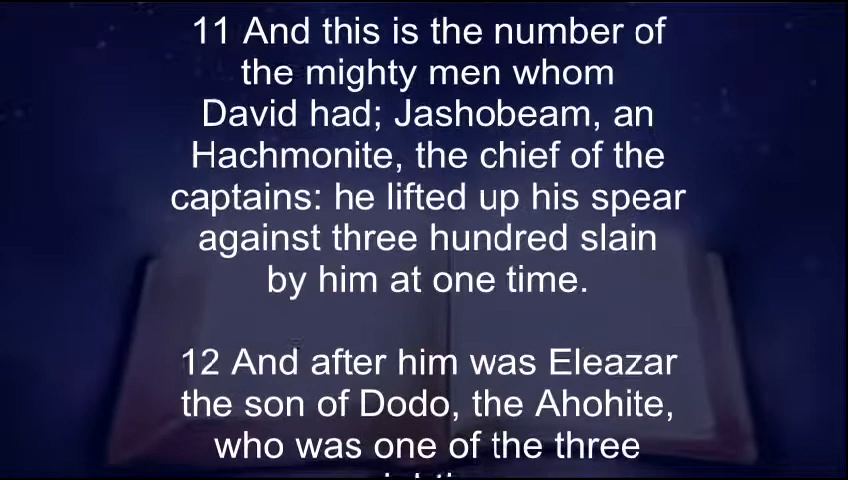 11 And this is the number of
the mighty men whom
David had; Jashobeam, an
Hachmonite, the chief of the
captains: he lifted up his spear
against three hundred slain
by him at one time.
12 And after him was Eleazar
the son of Dodo, the Ahohite,
who was one of the three